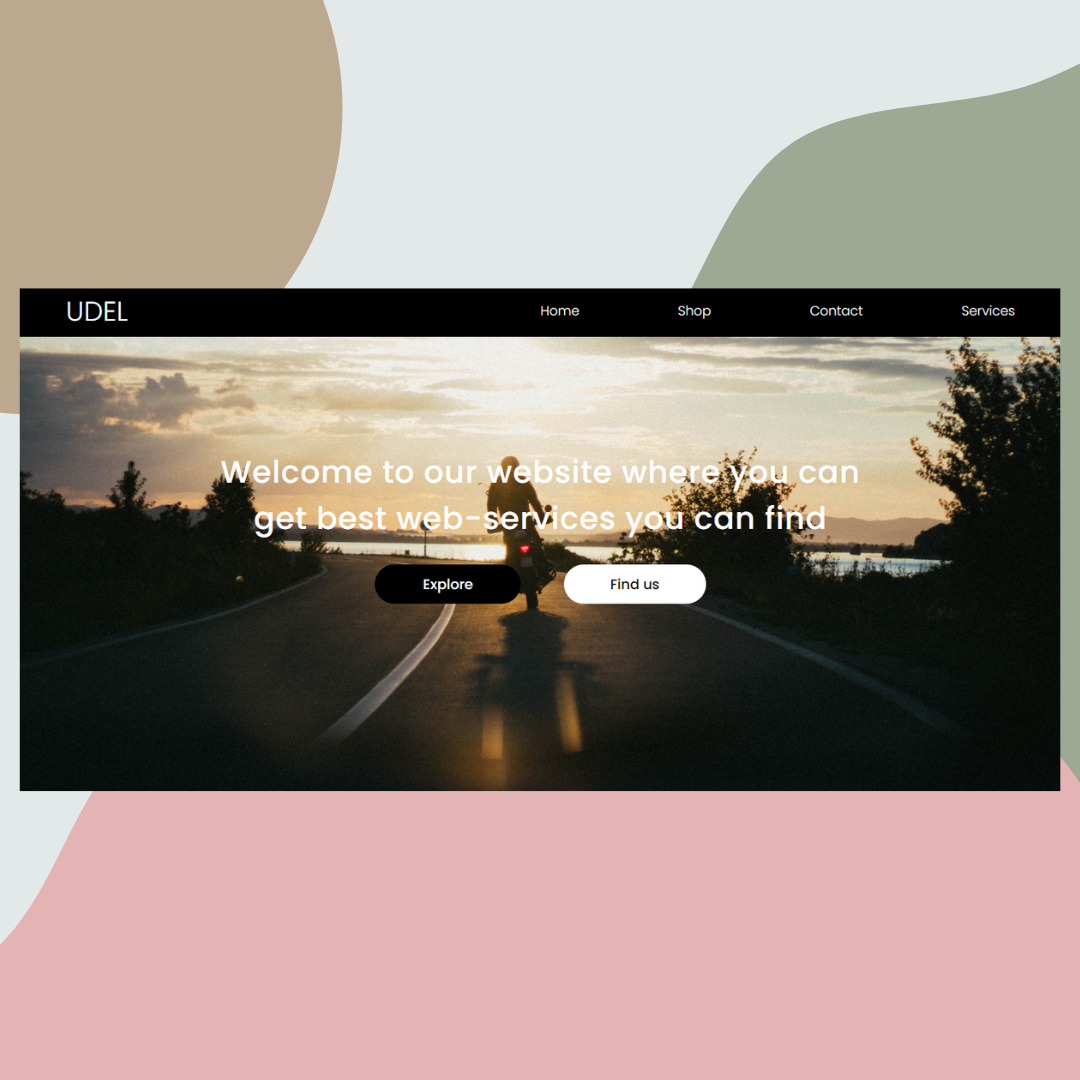 UDEL
Home Shop Contact Services
Welcome to our website where you can
get best web-services you can find
Explore Find us